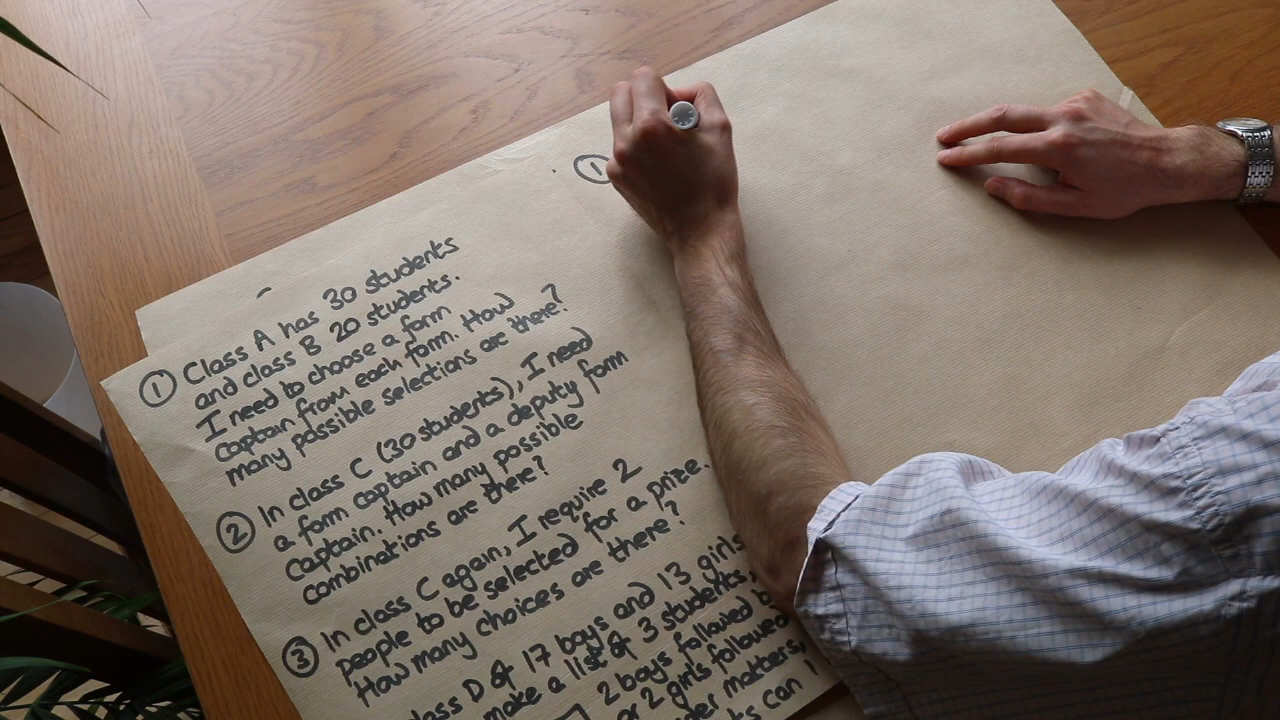 ① Class A has 30 students
and class B 20 students.
I need to choose a form
captain from each form. How
many possible selections are there?
② In class C (30 students), I need
a form captain and a deputy form
captain. How many possible
combinations are there?
③ In class C again, I require 2
people to be selected for a prize.
How many choices are there?
17 boys and 13 girls
make a list of 3 students,
2 boys followed
or 2 girls followed
matters,
can
①